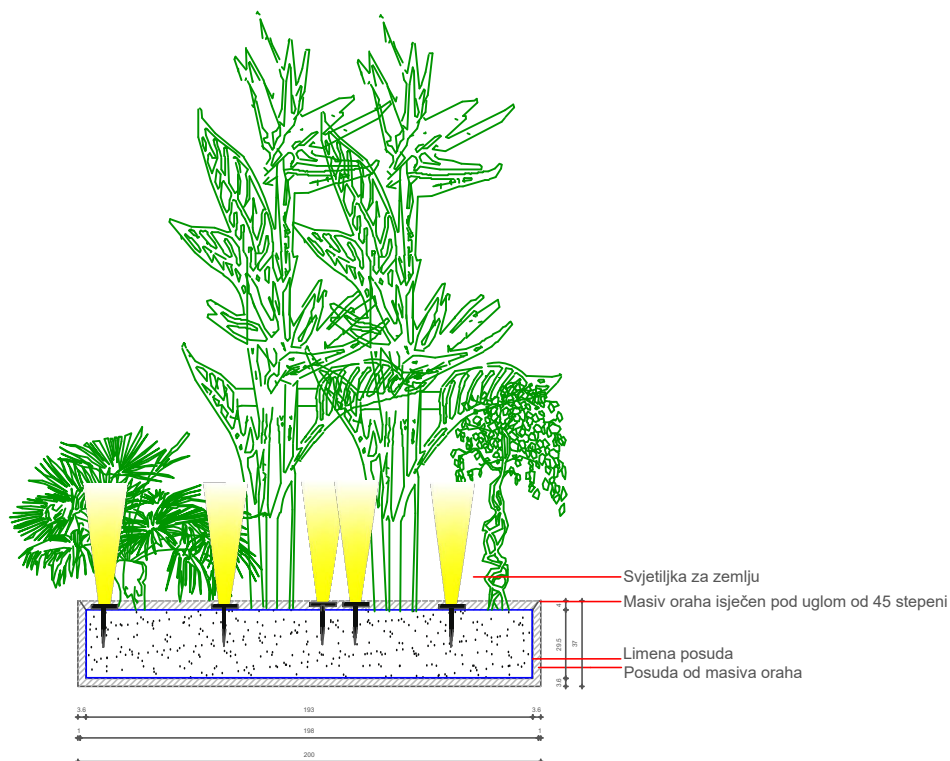 Svjetiljka za zemlju
Masiv oraha isječen pod uglom od 45 stepeni
Limena posuda
Posuda od masiva oraha
4
29.5
37
3.6
3.6 193 3.6
1 198 1
200